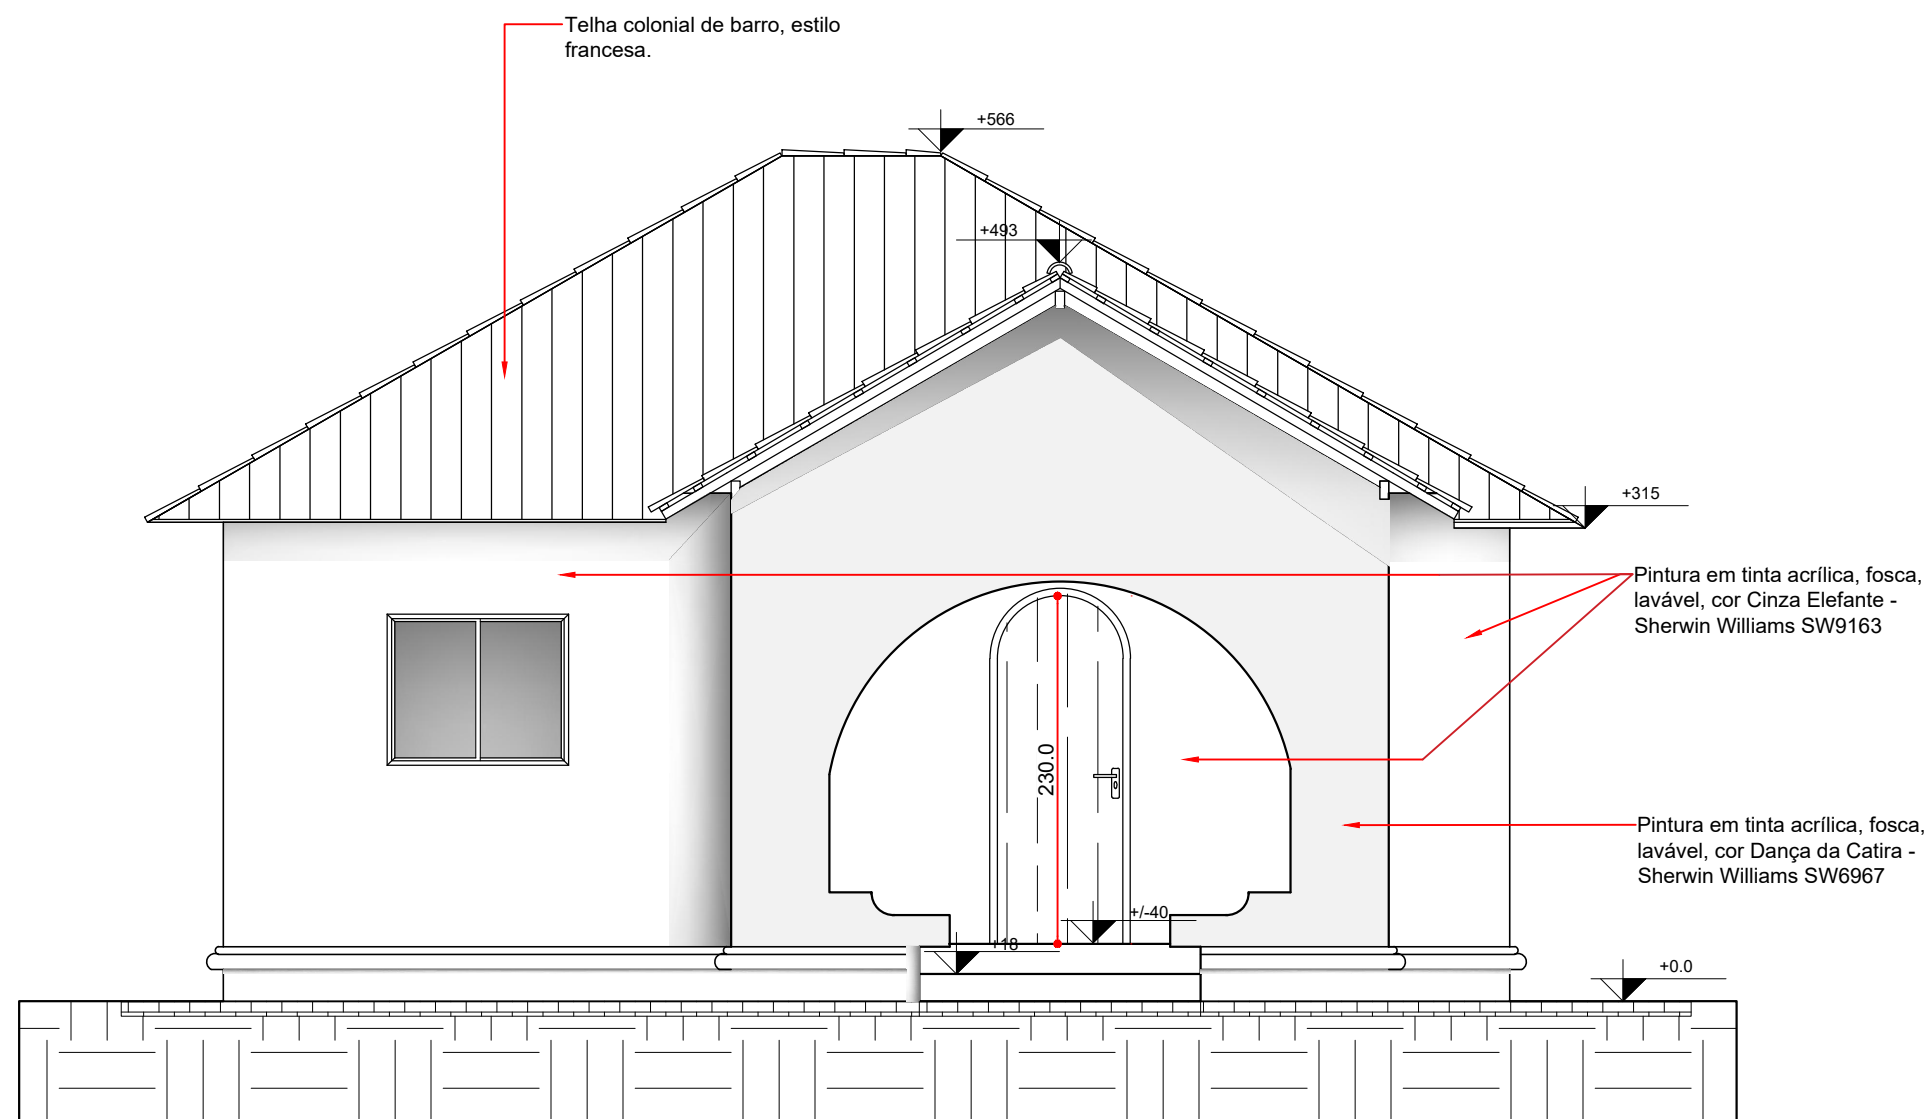 Telha colonial de barro, estilo
francesa.
+566
+493
+315
Pintura em tinta acrílica, fosca,
lavável, cor Cinza Elefante -
Sherwin Williams SW9163
230.0
Pintura em tinta acrílica, fosca,
lavável, cor Dança da Catira -
Sherwin Williams SW6967
+/-40
+18
+0.0